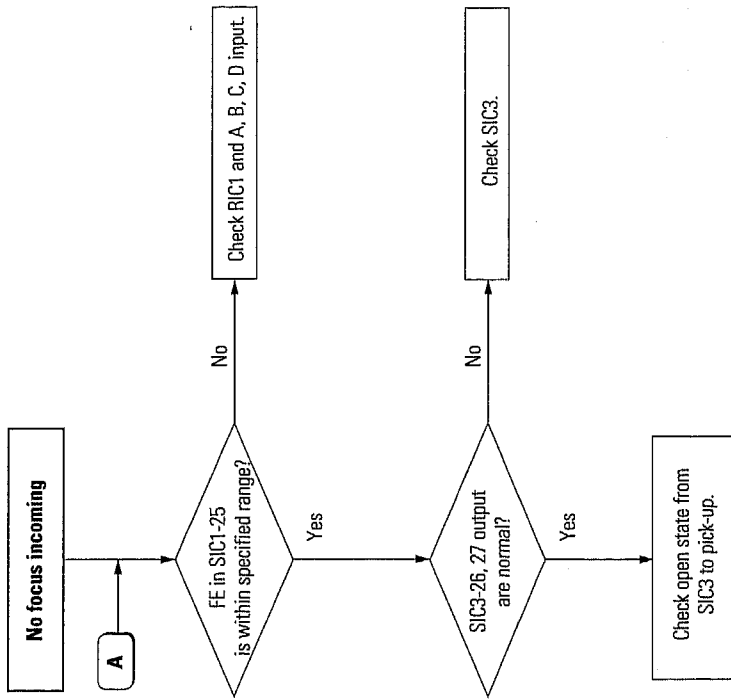 No focus incoming
A
FE in SIC1-25
is within specified range?
No
Check RIC1 and A, B, C, D input.
Yes
SIC3-26, 27 output
are normal?
No
Check SIC3.
Yes
Check open state from
SIC3 to pick-up.